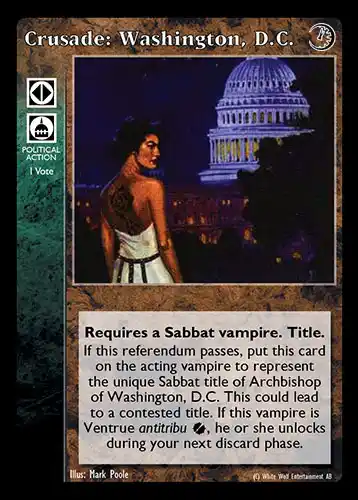 Crusade: Washington, D.C.
POLITICAL
ACTION
1 Vote
Requires a Sabbat vampire. Title.
If this referendum passes, put this card
on the acting vampire to represent
the unique Sabbat title of Archbishop
of Washington, D.C. This could lead
to a contested title. If this vampire is
Ventrue antitribu , he or she unlocks
during your next discard phase.
Illus: Mark Poole
(C) White Wolf Entertainment AB